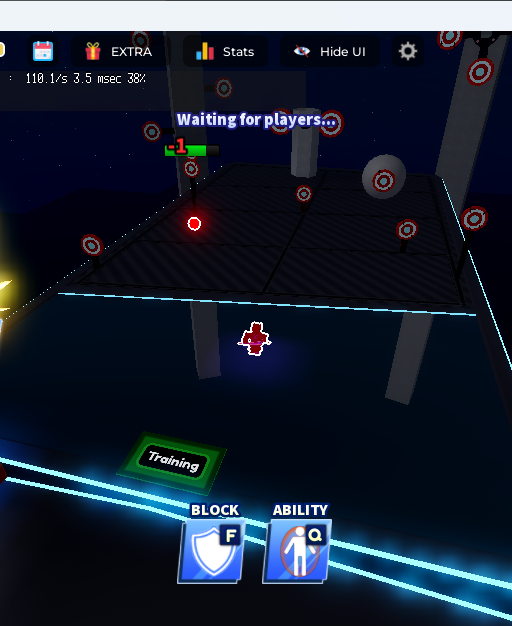 EXTRA Stats Hide UI
: 110.1/s 3.5 msec 38%
Waiting for players...
-1
Training
BLOCK ABILITY
F Q